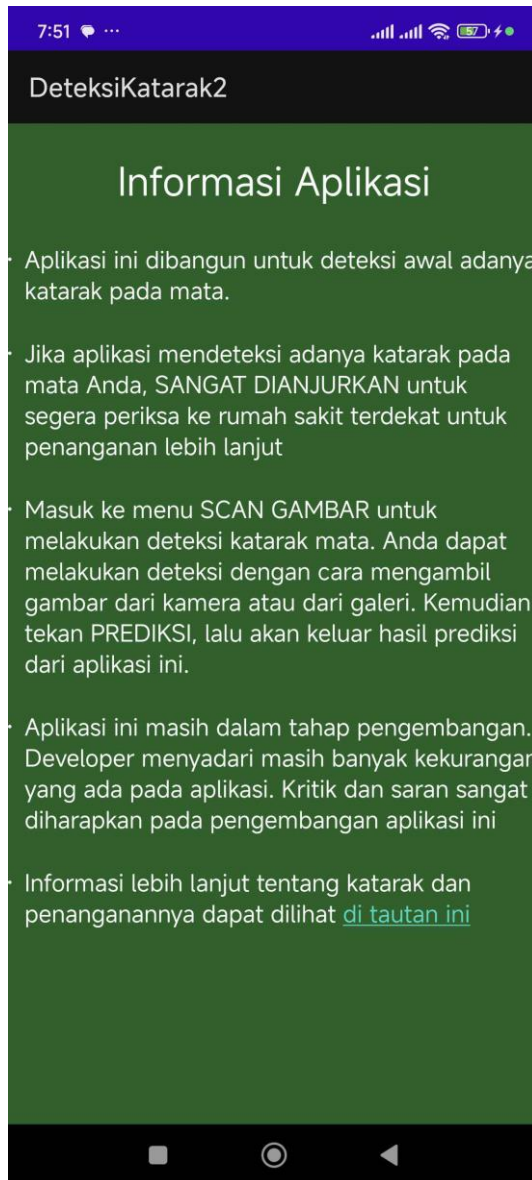 7:51
57
DeteksiKatarak2
Informasi Aplikasi
Aplikasi ini dibangun untuk deteksi awal adanya
katarak pada mata.
Jika aplikasi mendeteksi adanya katarak pada
mata Anda, SANGAT DIANJURKAN untuk
segera periksa ke rumah sakit terdekat untuk
penanganan lebih lanjut
Masuk ke menu SCAN GAMBAR untuk
melakukan deteksi katarak mata. Anda dapat
melakukan deteksi dengan cara mengambil
gambar dari kamera atau dari galeri. Kemudian
tekan PREDIKSI, lalu akan keluar hasil prediksi
dari aplikasi ini.
Aplikasi ini masih dalam tahap pengembangan.
Developer menyadari masih banyak kekurangan
yang ada pada aplikasi. Kritik dan saran sangat
diharapkan pada pengembangan aplikasi ini
Informasi lebih lanjut tentang katarak dan
penanganannya dapat dilihat di tautan ini